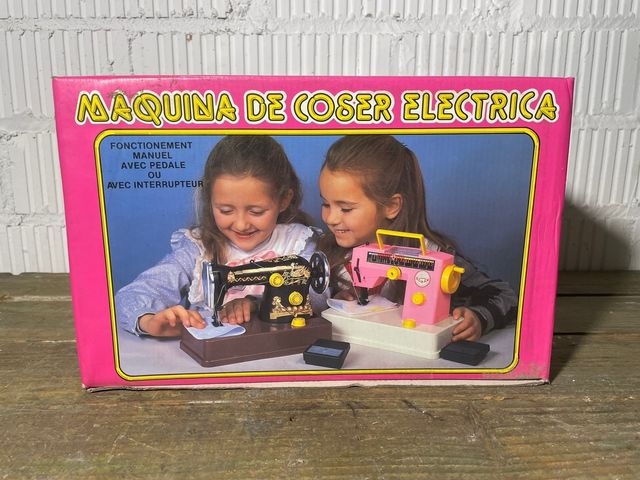 MAQUINA DE COSER ELECTRICA
FONCTIONEMENT
MANUEL
AVEC PEDALE
OU
AVEC INTERRUPTEUR